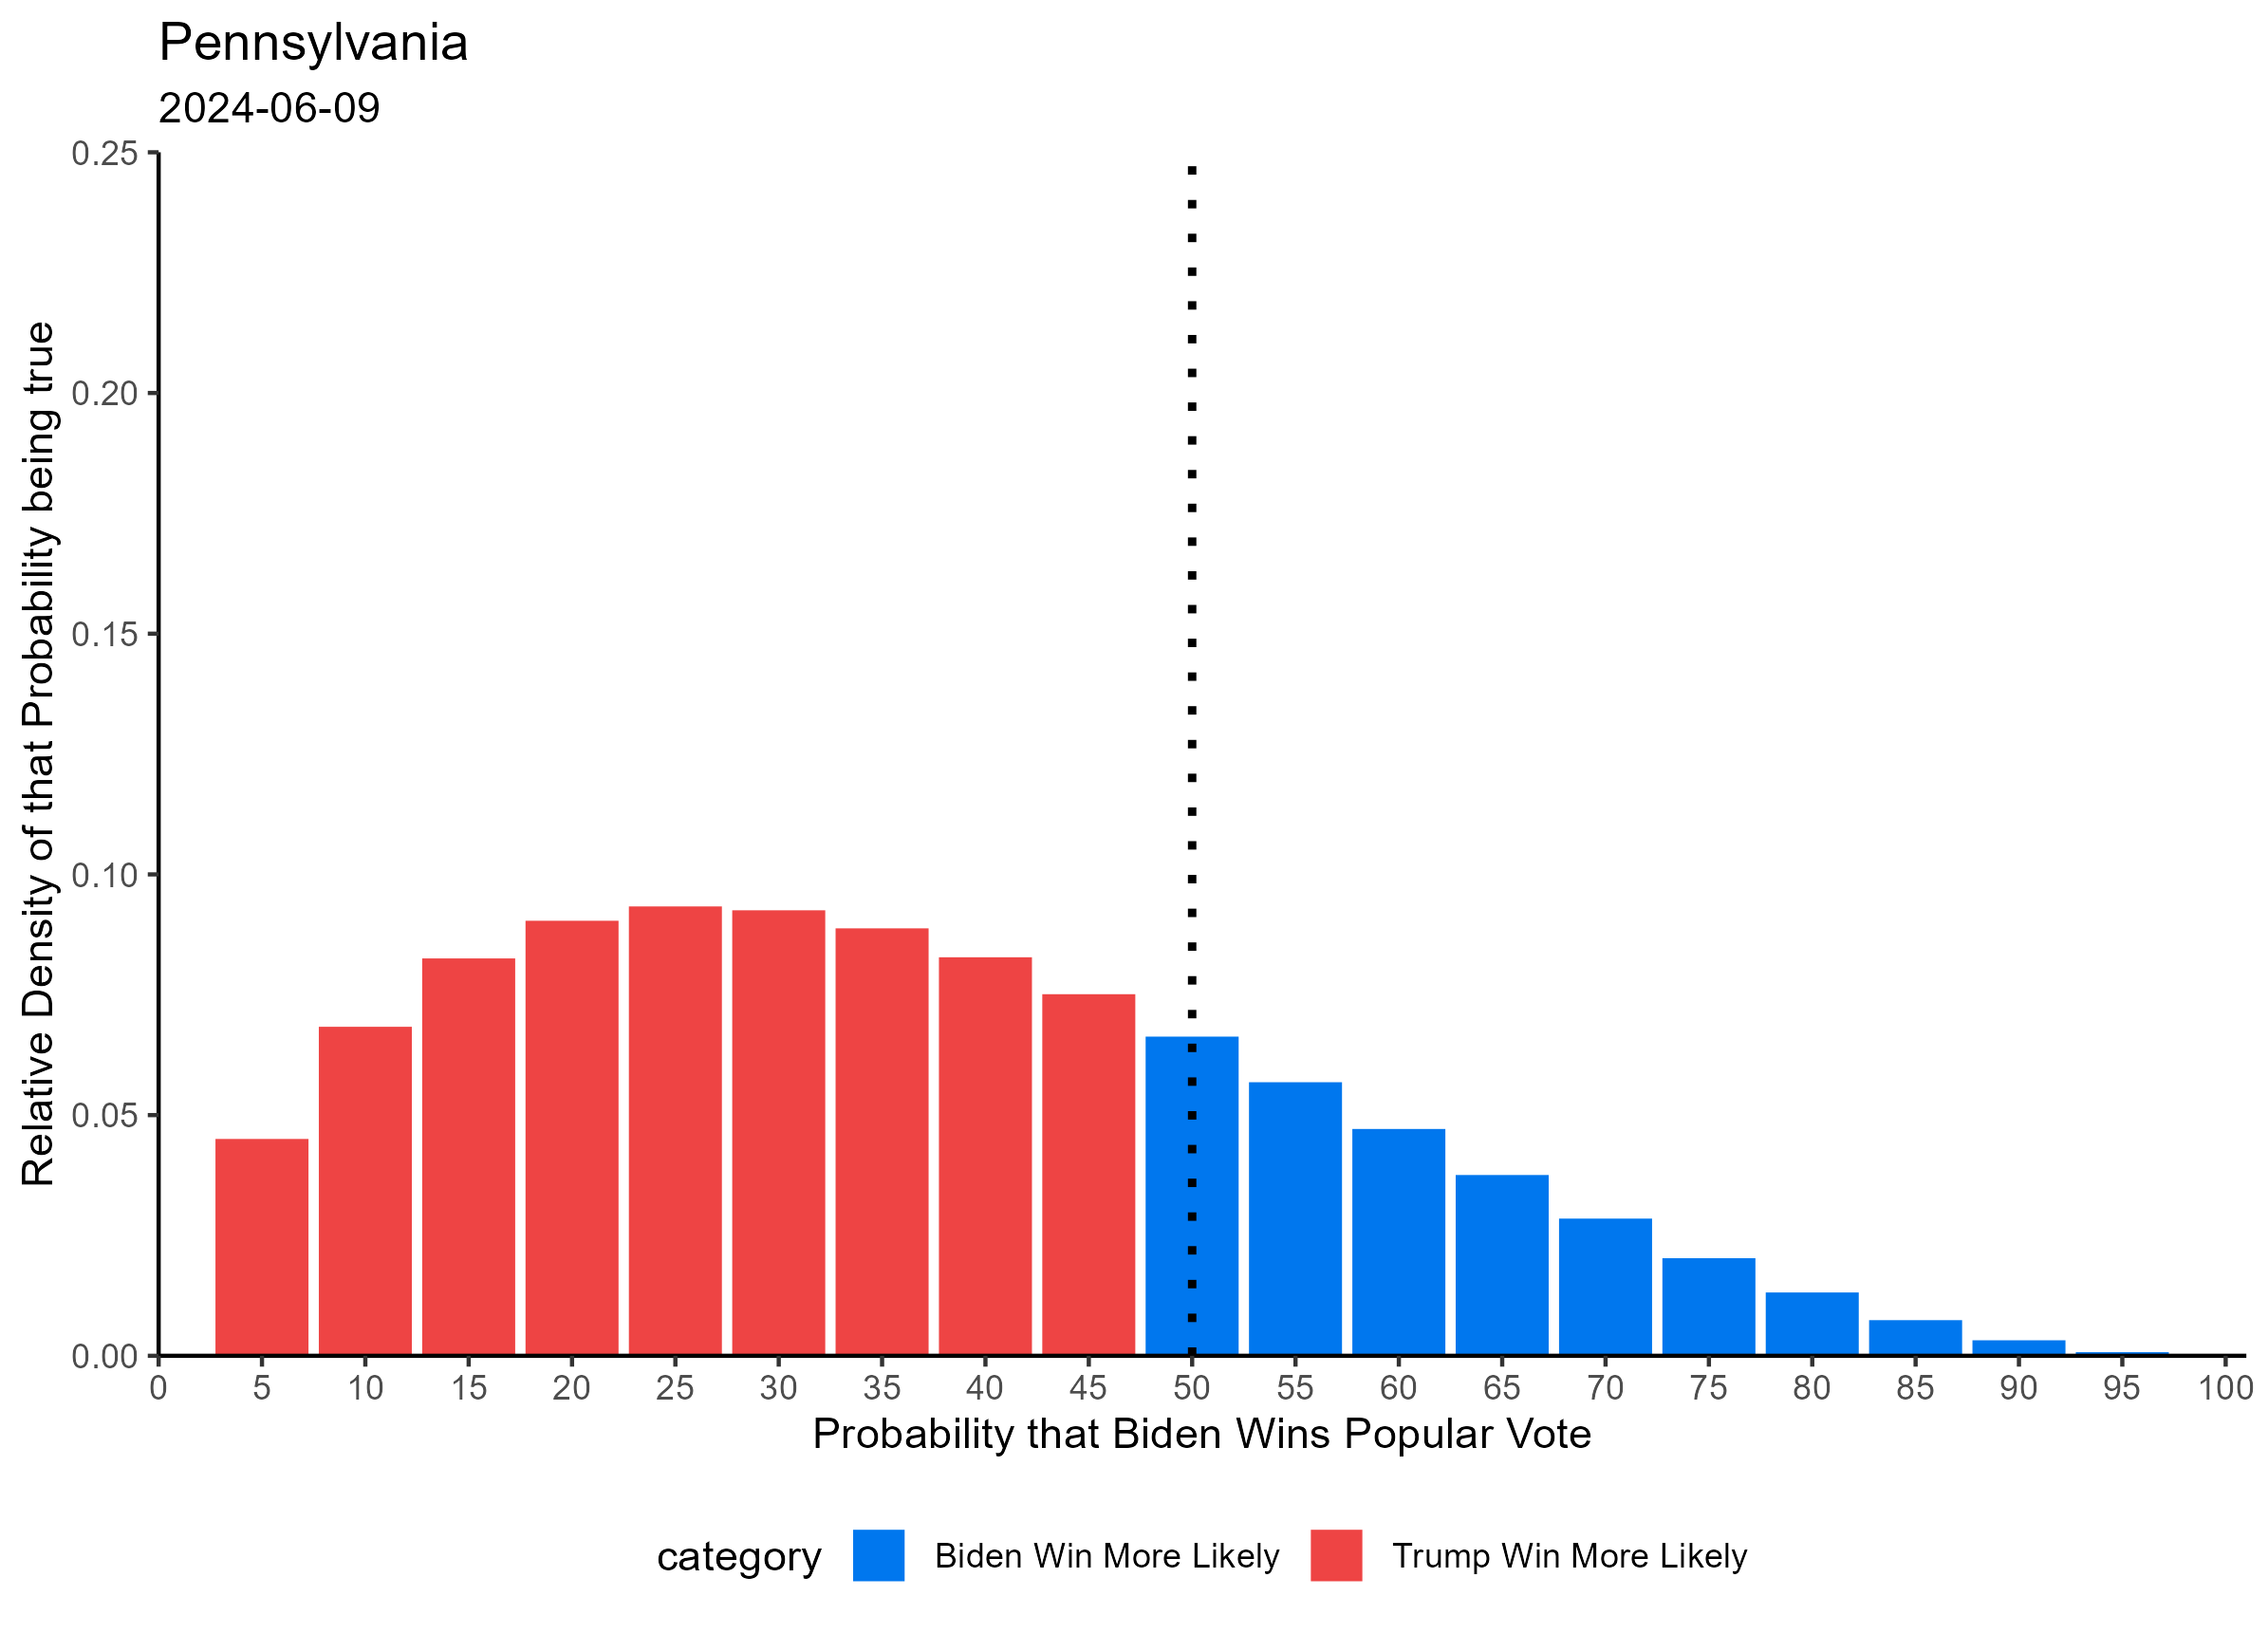 Pennsylvania
2024-06-09
Relative Density of that Probability being true
0.25
0.20
0.15
0.10
0.05
0.00
0 5 10 15 20 25 30 35 40 45 50 55 60 65 70 75 80 85 90 95 100
Probability that Biden Wins Popular Vote
category Biden Win More Likely Trump Win More Likely